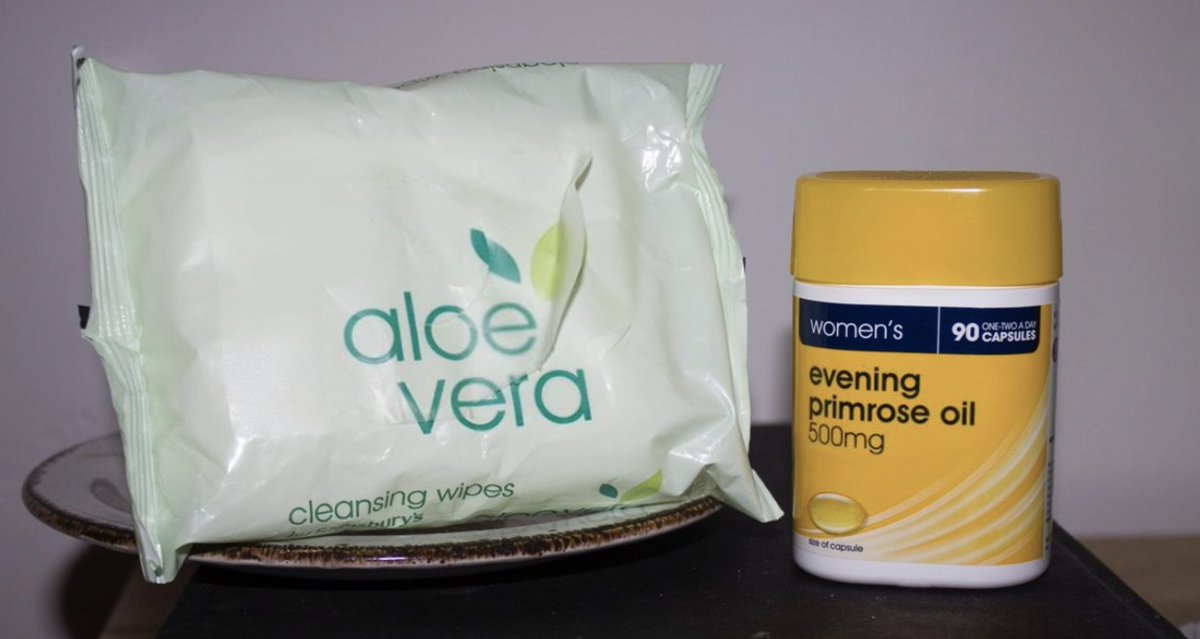 aloe
vera
cleansing wipes
women's
90 ONE-TWO A DAY
CAPSULES
evening
primrose oil
500mg
size of capsule